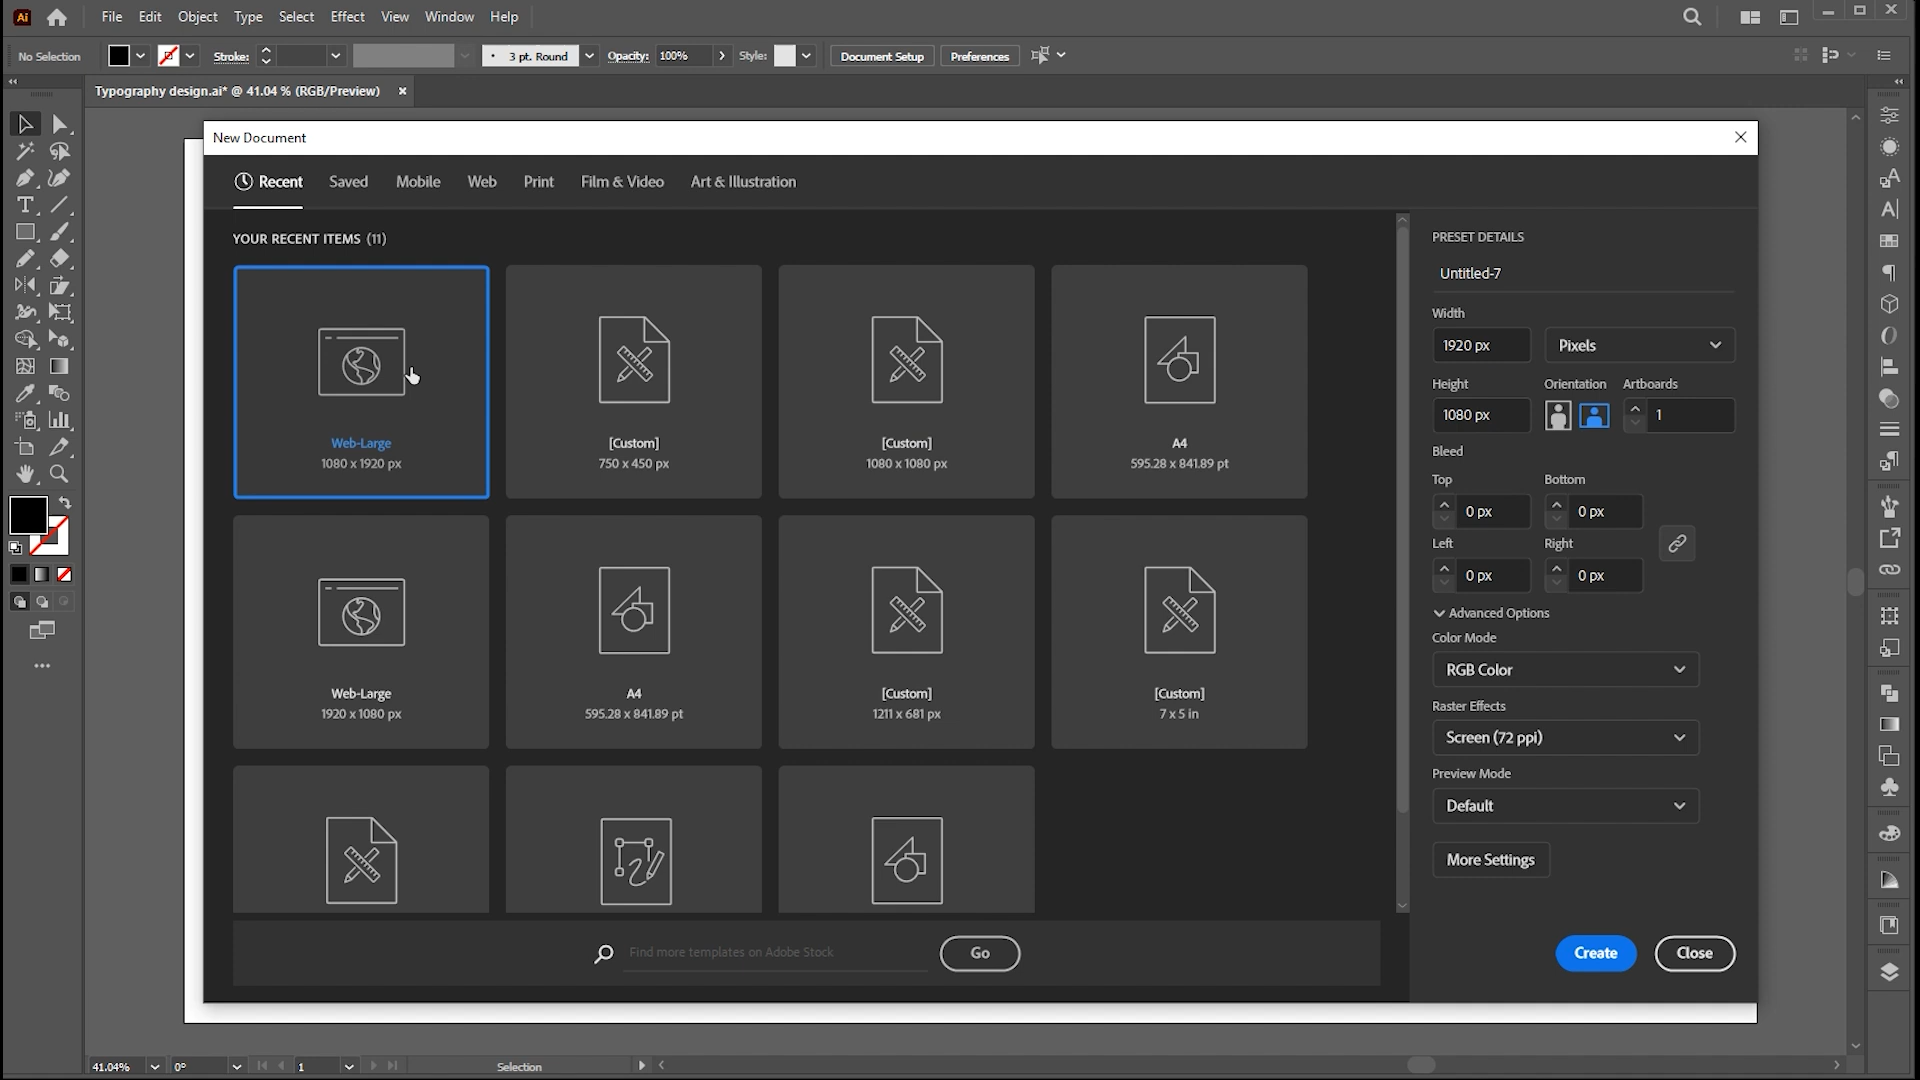 Ai File Edit Object Type Select Effect View Window Help
No Selection Stroke: 3 pt. Round Opacity: 100% Style: Document Setup Preferences
Typography design.ai* @ 41.04 % (RGB/Preview)
New Document
Recent Saved Mobile Web Print Film & Video Art & Illustration
YOUR RECENT ITEMS (11)
Web-Large
1080 x 1920 px
[Custom]
750 x 450 px
[Custom]
1080 x 1080 px
A4
595.28 x 841.89 pt
Web-Large
1920 x 1080 px
A4
595.28 x 841.89 pt
[Custom]
1211 x 681 px
[Custom]
7 x 5 in
Find more templates on Adobe Stock
Go
PRESET DETAILS
Untitled-7
Width
1920 px Pixels
Height Orientation Artboards
1080 px 1
Bleed
Top Bottom
0 px 0 px
Left Right
0 px 0 px
Advanced Options
Color Mode
RGB Color
Raster Effects
Screen (72 ppi)
Preview Mode
Default
More Settings
Create Close
41.04% 0° 1 Selection